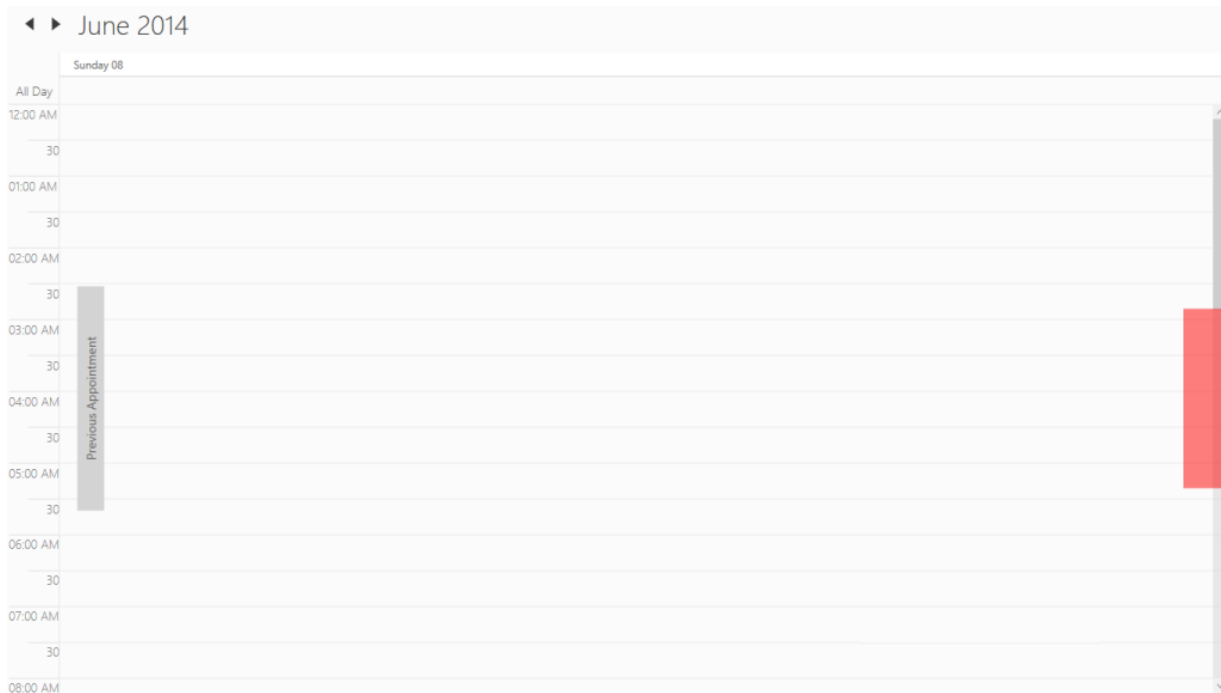 June 2014
Sunday 08
All Day
12:00 AM
30
01:00 AM
30
02:00 AM
30
03:00 AM
30
04:00 AM
30
05:00 AM
30
06:00 AM
30
07:00 AM
30
08:00 AM
Previous Appointment